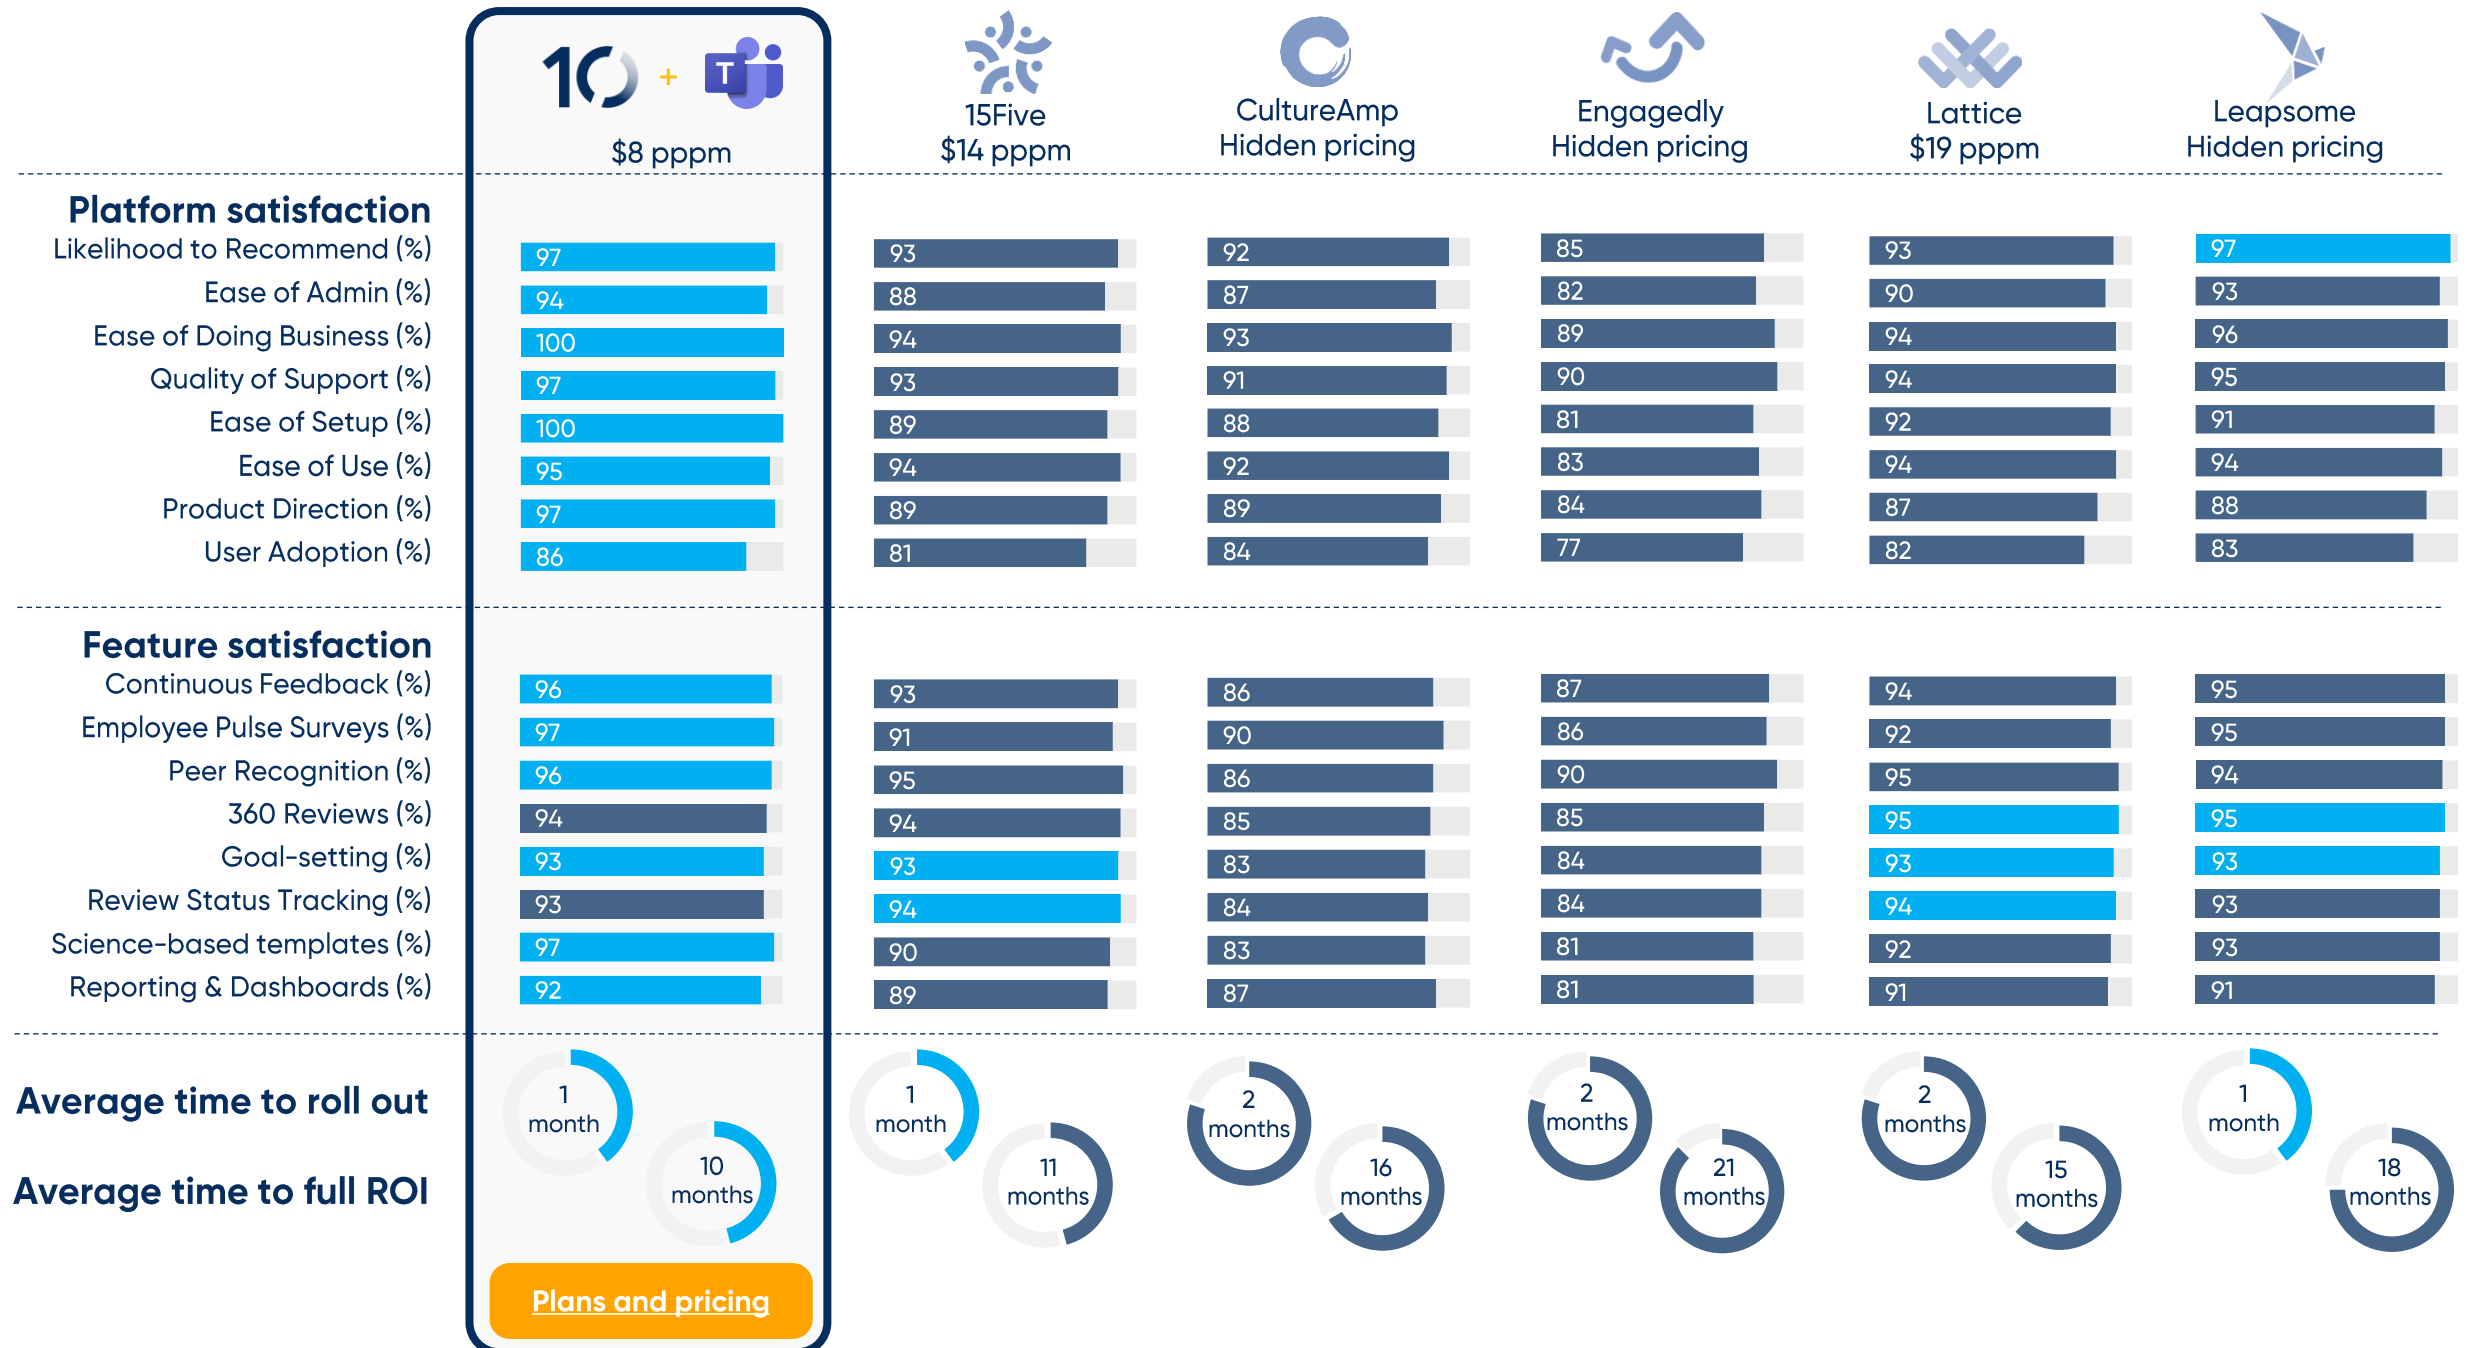 10 + T
$8 pppm
15Five
$14 pppm
CultureAmp
Hidden pricing
Engagedly
Hidden pricing
Lattice
$19 pppm
Leapsome
Hidden pricing
Platform satisfaction
Likelihood to Recommend (%) 97 93 92 85 93 97
Ease of Admin (%) 94 88 87 82 90 93
Ease of Doing Business (%) 100 94 93 89 94 96
Quality of Support (%) 97 93 91 90 94 95
Ease of Setup (%) 100 89 88 81 92 91
Ease of Use (%) 95 94 92 83 94 94
Product Direction (%) 97 89 89 84 87 88
User Adoption (%) 86 81 84 77 82 83
Feature satisfaction
Continuous Feedback (%) 96 93 86 87 94 95
Employee Pulse Surveys (%) 97 91 90 86 92 95
Peer Recognition (%) 96 95 86 90 95 94
360 Reviews (%) 94 94 85 85 95 95
Goal-setting (%) 93 93 83 84 93 93
Review Status Tracking (%) 93 94 84 84 94 93
Science-based templates (%) 97 90 83 81 92 93
Reporting & Dashboards (%) 92 89 87 81 91 91
Average time to roll out
1
month
1
month
2
months
2
months
2
months
1
month
Average time to full ROI
10
months
11
months
16
months
21
months
15
months
18
months
Plans and pricing